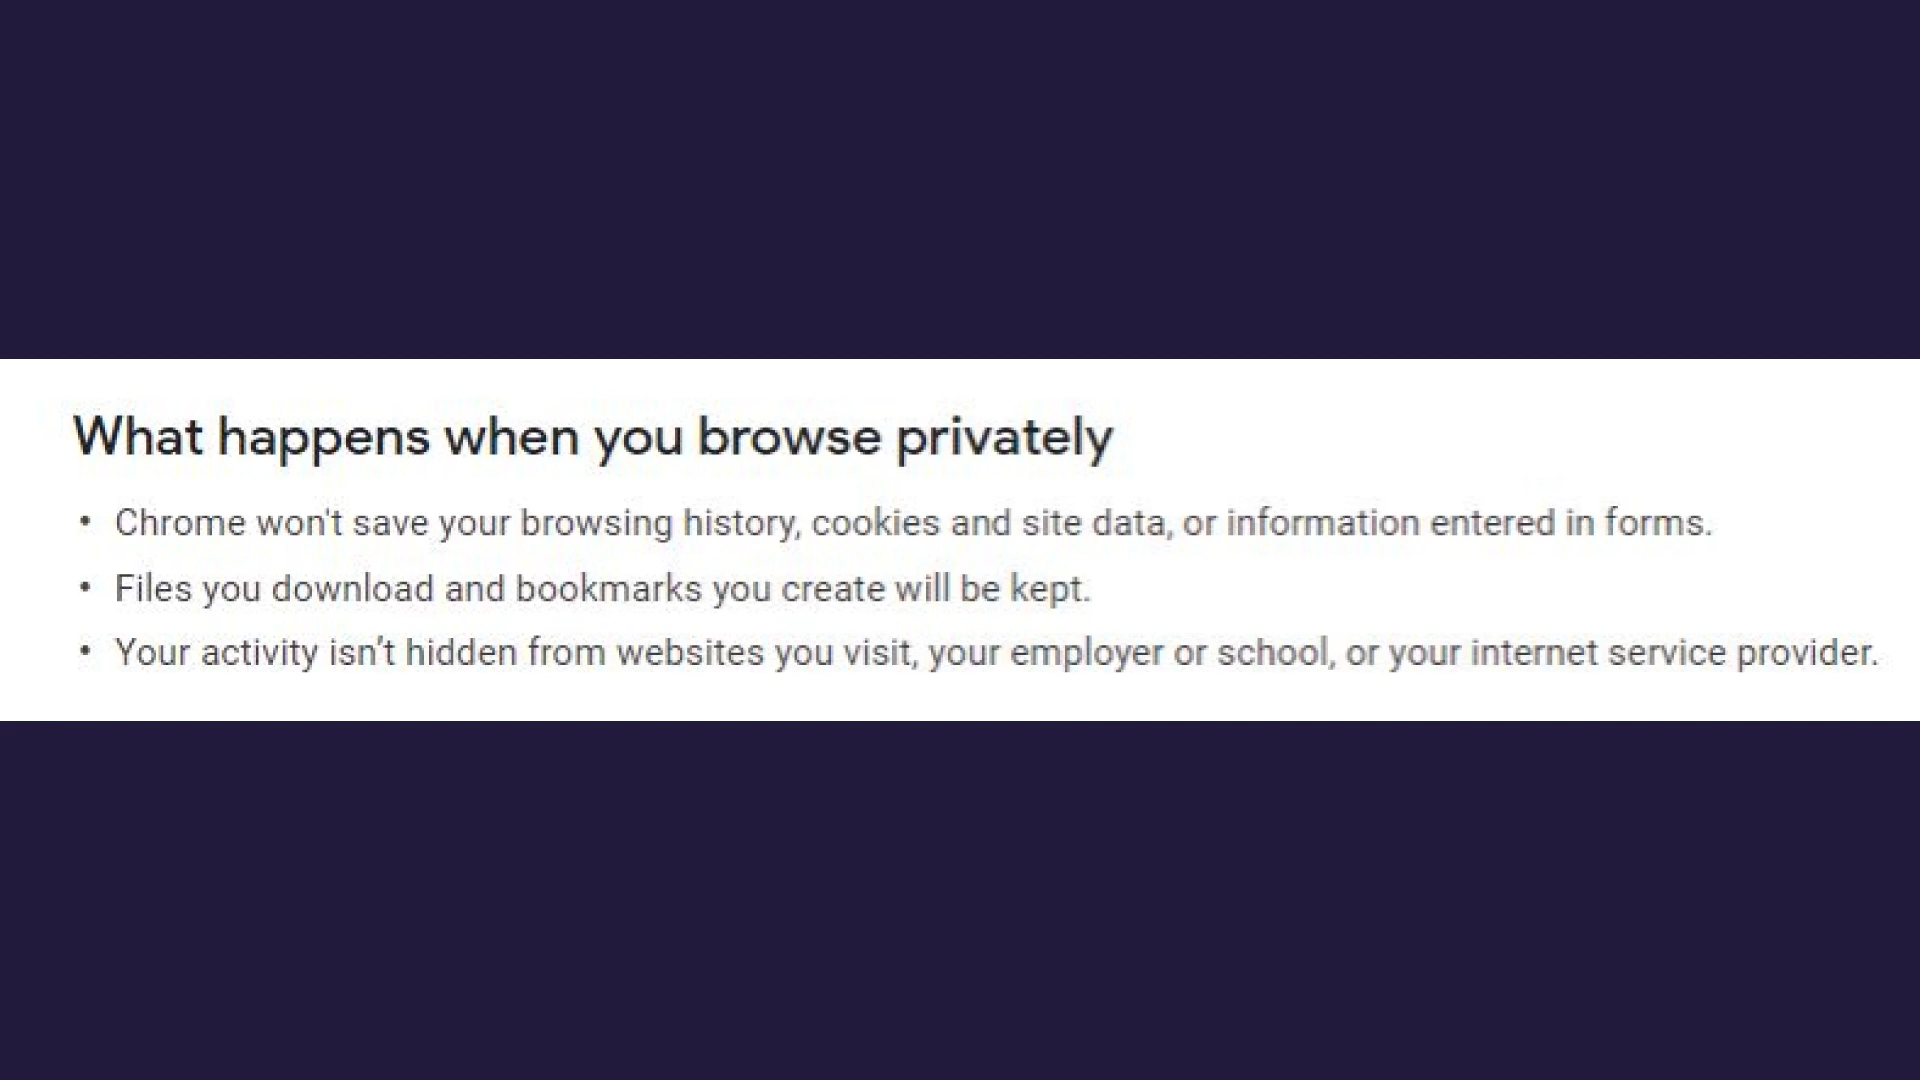 What happens when you browse privately
• Chrome won't save your browsing history, cookies and site data, or information entered in forms.
• Files you download and bookmarks you create will be kept.
• Your activity isn’t hidden from websites you visit, your employer or school, or your internet service provider.